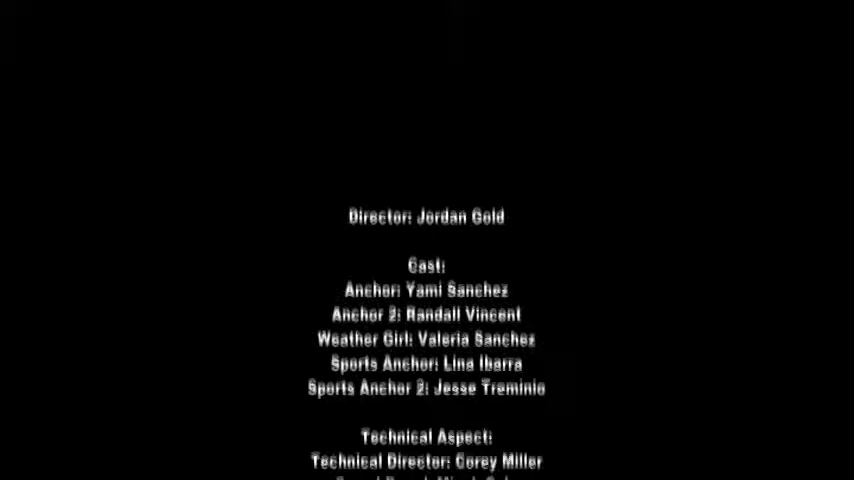 Director: Jordan Gold
Cast:
Anchor: Yami Sanchez
Anchor 2: Randall Vincent
Weather Girl: Valeria Sanchez
Sports Anchor: Lina Ibarra
Sports Anchor 2: Jesse Treminio
Technical Aspect:
Technical Director: Corey Miller